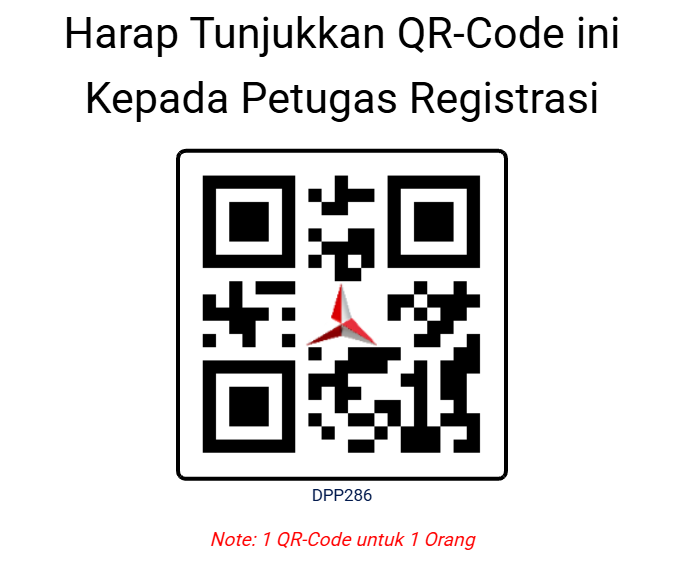 Harap Tunjukkan QR-Code ini
Kepada Petugas Registrasi
DPP286
Note: 1 QR-Code untuk 1 Orang